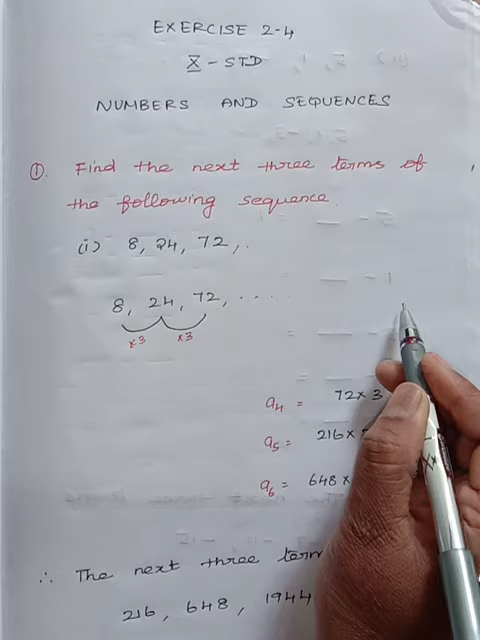 EXERCISE 2-4
X - STD
NUMBERS AND SEQUENCES
①. Find the next three terms of
the following sequence.
(i) 8, 24, 72, .
8, 24, 72, ....
×3 ×3
a4 = 72 × 3
a5 = 216 ×
a6 = 648 ×
∴ The next three
216, 648, 1944